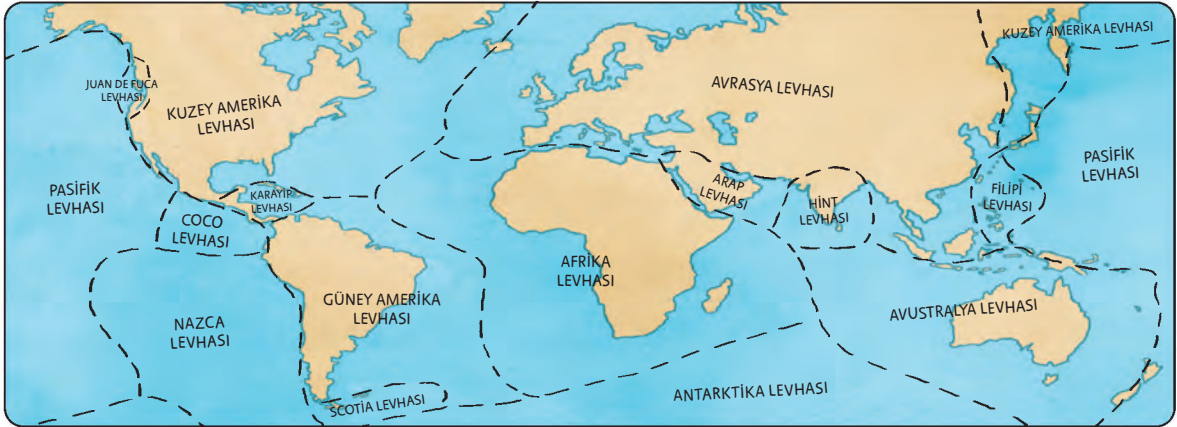 KUZEY AMERİKA LEVHASI
JUAN DE FUCA
LEVHASI
KUZEY AMERİKA
LEVHASI
AVRASYA LEVHASI
PASİFİK
LEVHASI
KARAYIP
LEVHASI
COCO
LEVHASI
ARAP
LEVHASI
HİNT
LEVHASI
FİLİPİ
LEVHASI
PASİFİK
LEVHASI
AFRİKA
LEVHASI
NAZCA
LEVHASI
GÜNEY AMERİKA
LEVHASI
AVUSTRALYA LEVHASI
SCOTİA LEVHASI
ANTARKTİKA LEVHASI